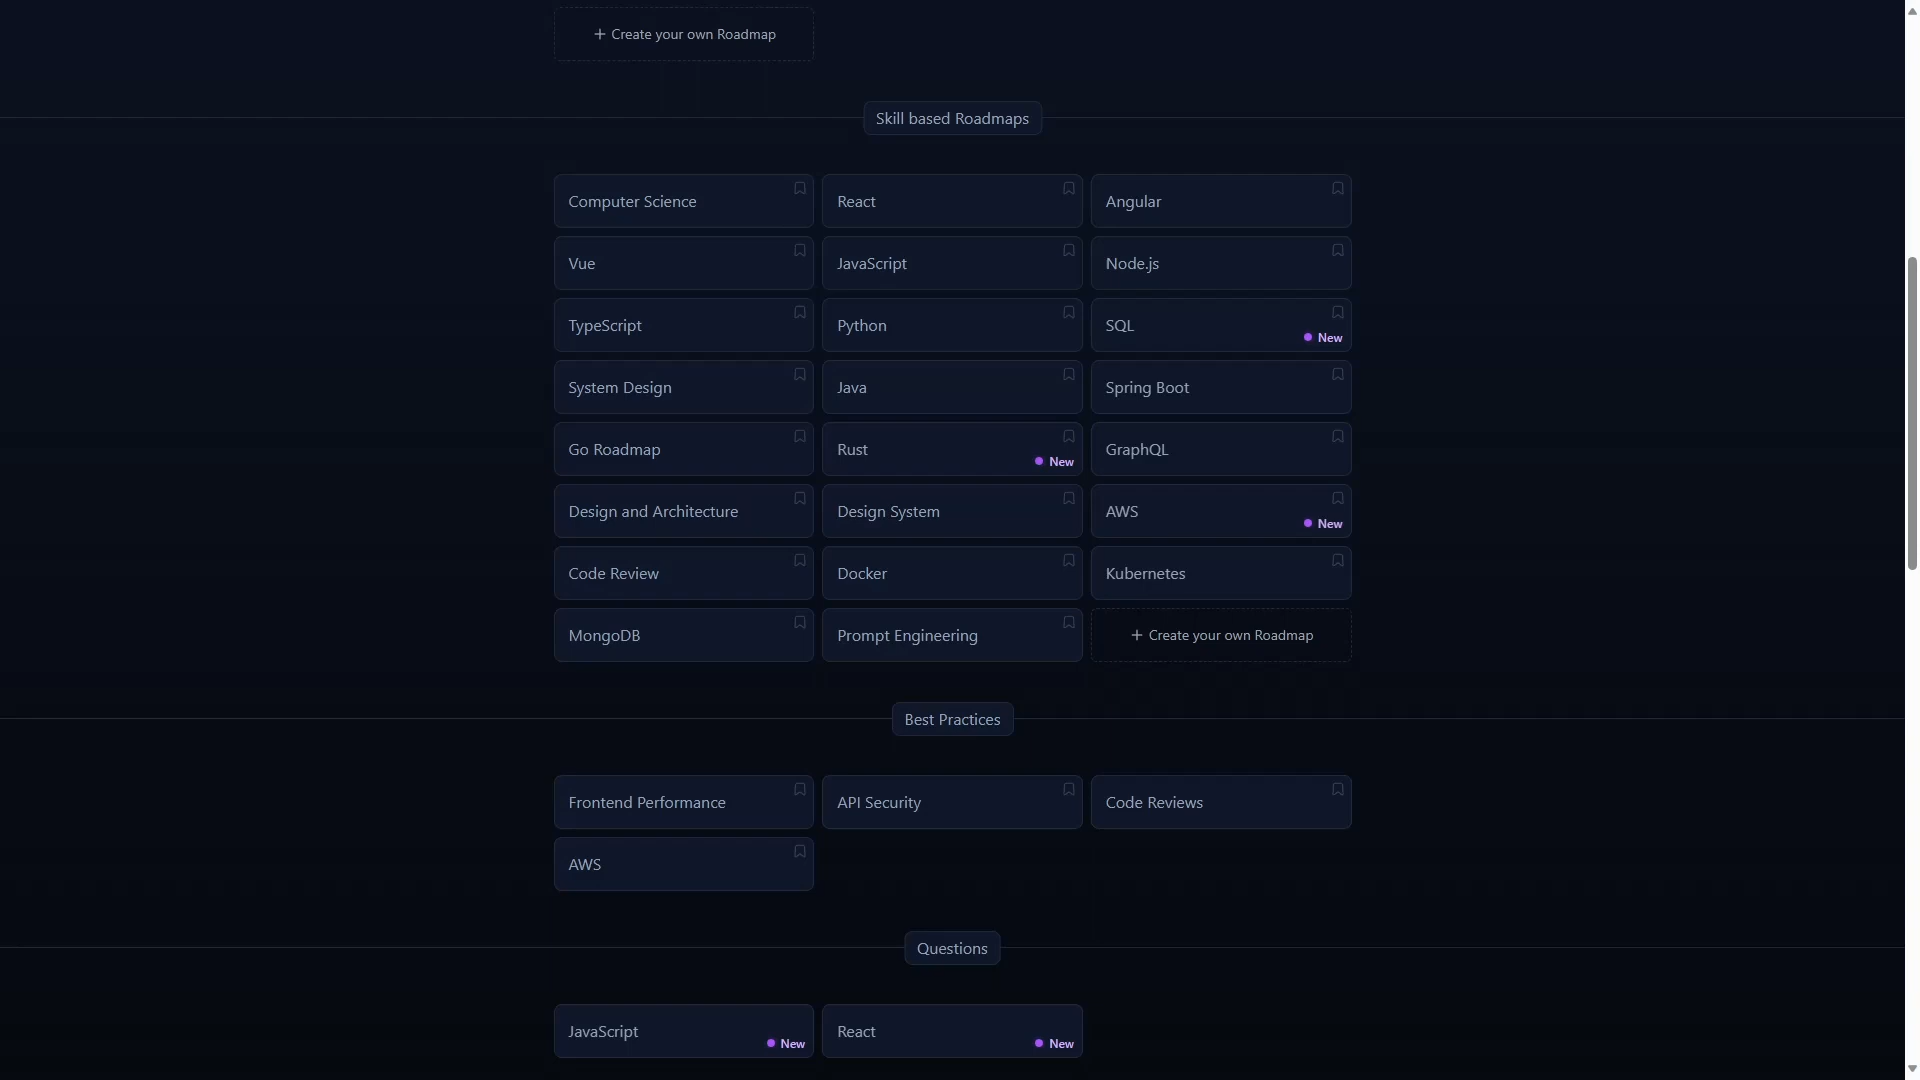 + Create your own Roadmap
Skill based Roadmaps
Computer Science
React
Angular
Vue
JavaScript
Node.js
TypeScript
Python
SQL
New
System Design
Java
Spring Boot
Go Roadmap
Rust
New
GraphQL
Design and Architecture
Design System
AWS
New
Code Review
Docker
Kubernetes
MongoDB
Prompt Engineering
+ Create your own Roadmap
Best Practices
Frontend Performance
API Security
Code Reviews
AWS
Questions
JavaScript
New
React
New